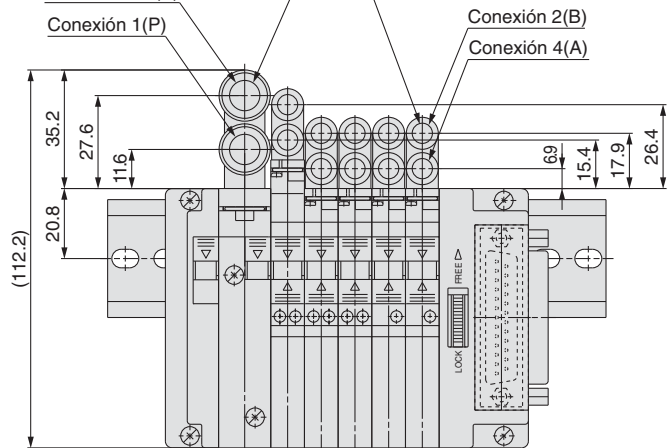 Conexión 1(P)
Conexión 2(B)
Conexión 4(A)
(112.2)
35.2
27.6
11.6
20.8
6.9
15.4
17.9
26.4
FREE
LOCK